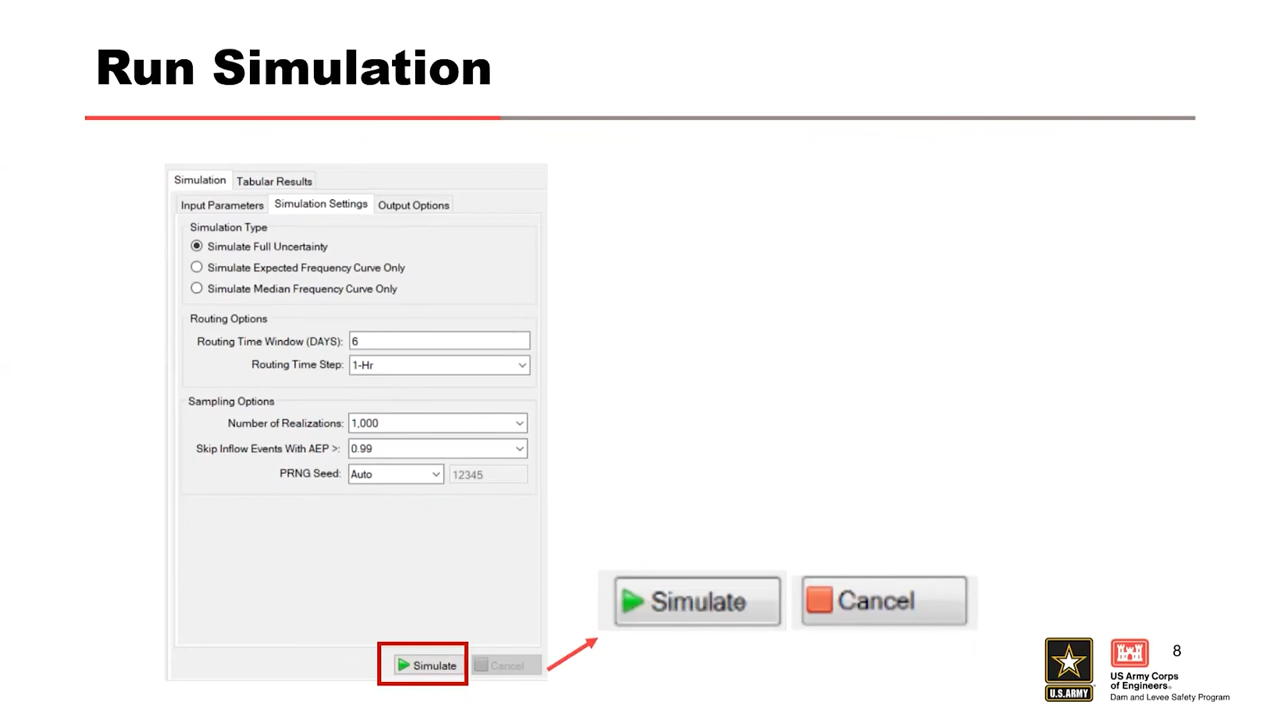 Run Simulation
Simulation Tabular Results
Input Parameters Simulation Settings Output Options
Simulation Type
Simulate Full Uncertainty
Simulate Expected Frequency Curve Only
Simulate Median Frequency Curve Only
Routing Options
Routing Time Window (DAYS): 6
Routing Time Step: 1-Hr
Sampling Options
Number of Realizations: 1,000
Skip Inflow Events With AEP >: 0.99
PRNG Seed: Auto 12345
Simulate Cancel
Simulate Cancel
8
U.S.ARMY
US Army Corps
of Engineers®
Dam and Levee Safety Program